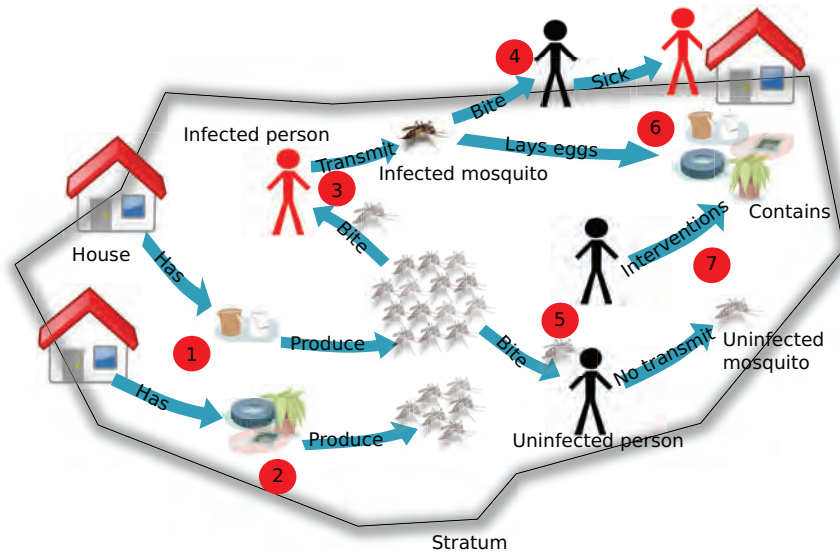 4
Bite
Sick
6
Infected person
Transmit
Lays eggs
Infected mosquito
3
Contains
House
Bite
Interventions
7
Has
5
1
Produce
Bite
No transmit
Uninfected
mosquito
Has
Produce
Uninfected person
2
Stratum